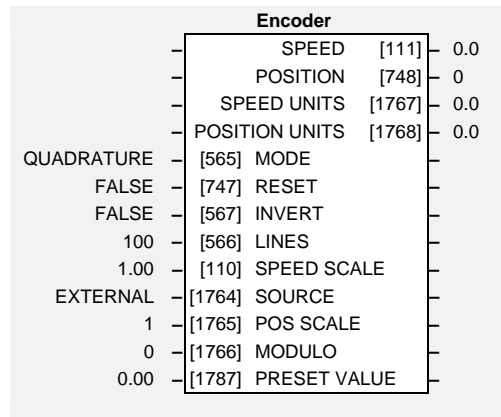 Encoder
SPEED [111] – 0.0
POSITION [748] – 0
SPEED UNITS [1767] – 0.0
POSITION UNITS [1768] – 0.0
QUADRATURE – [565] MODE –
FALSE – [747] RESET –
FALSE – [567] INVERT –
100 – [566] LINES –
1.00 – [110] SPEED SCALE –
EXTERNAL – [1764] SOURCE –
1 – [1765] POS SCALE –
0 – [1766] MODULO –
0.00 – [1787] PRESET VALUE –